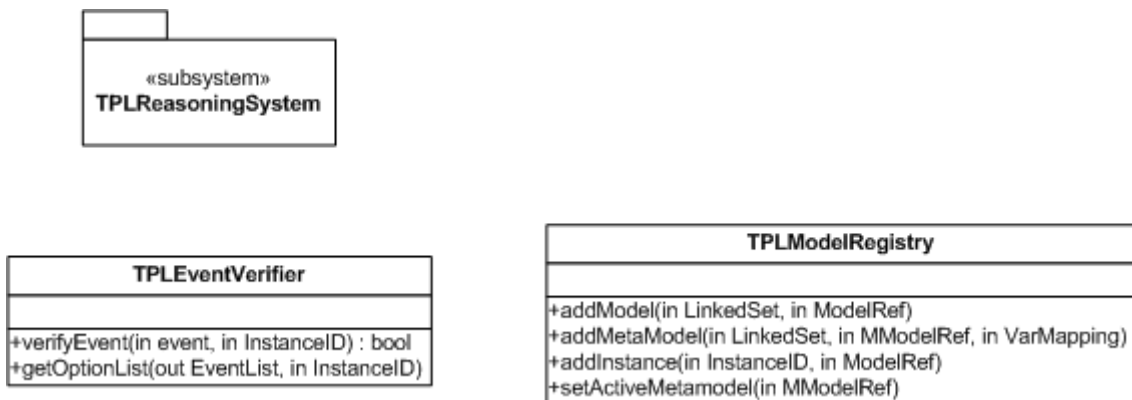 «subsystem»
TPLReasoningSystem
TPLEventVerifier
+verifyEvent(in event, in InstanceID) : bool
+getOptionList(out EventList, in InstanceID)
TPLModelRegistry
+addModel(in LinkedSet, in ModelRef)
+addMetaModel(in LinkedSet, in MModelRef, in VarMapping)
+addInstance(in InstanceID, in ModelRef)
+setActiveMetamodel(in MModelRef)